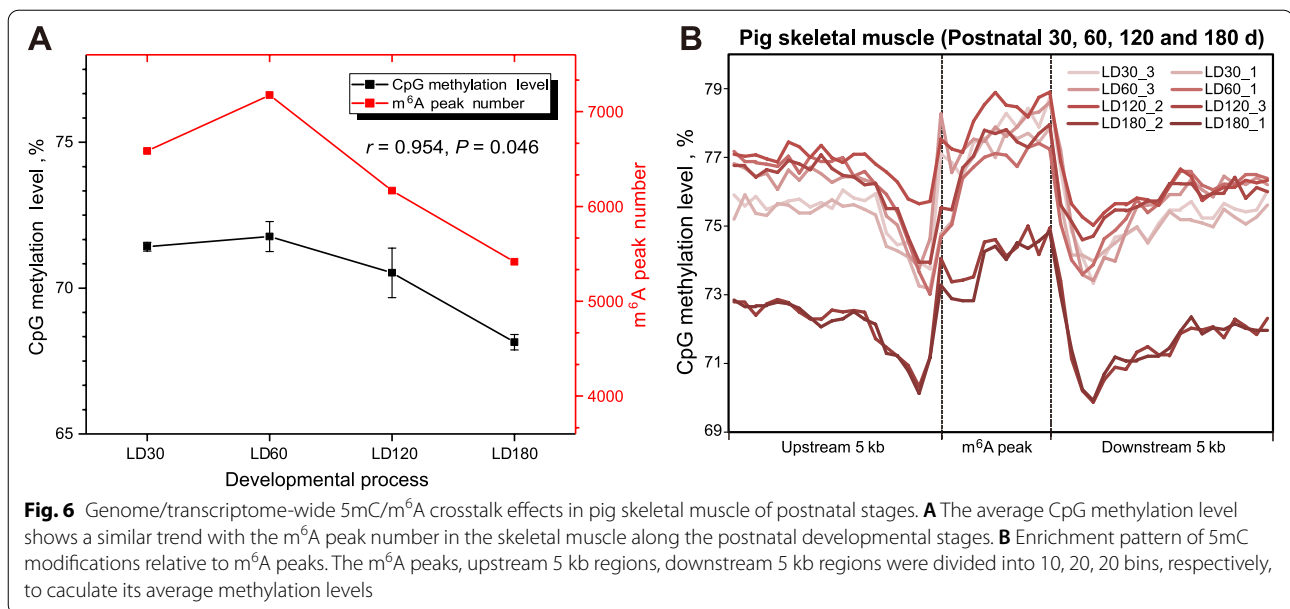 A
CpG methylation level
m⁶A peak number
r = 0.954, P = 0.046
CpG metylation level , %
75
70
65
m⁶A peak number
7000
6000
5000
4000
LD30 LD60 LD120 LD180
Developmental process
B
Pig skeletal muscle (Postnatal 30, 60, 120 and 180 d)
LD30_3 LD30_1
LD60_3 LD60_1
LD120_2 LD120_3
LD180_2 LD180_1
CpG methylation level , %
79
77
75
73
71
69
Upstream 5 kb m⁶A peak Downstream 5 kb
Fig. 6 Genome/transcriptome-wide 5mC/m⁶A crosstalk effects in pig skeletal muscle of postnatal stages. A The average CpG methylation level
shows a similar trend with the m⁶A peak number in the skeletal muscle along the postnatal developmental stages. B Enrichment pattern of 5mC
modifications relative to m⁶A peaks. The m⁶A peaks, upstream 5 kb regions, downstream 5 kb regions were divided into 10, 20, 20 bins, respectively,
to caculate its average methylation levels